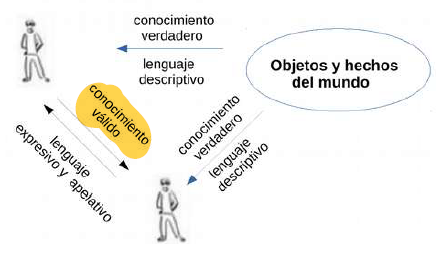 conocimiento
verdadero
lenguaje
descriptivo
Objetos y hechos
del mundo
conocimiento
válido
lenguaje
expresivo y apelativo
conocimiento
verdadero
lenguaje
descriptivo